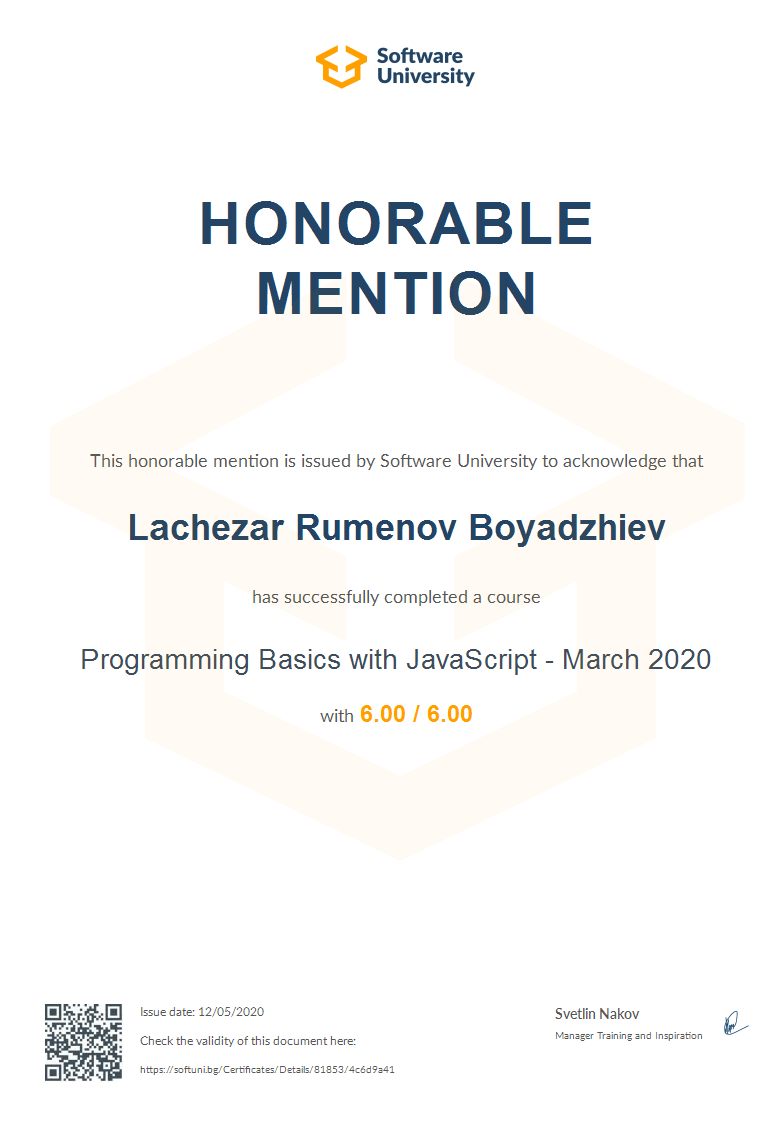 Software
University
HONORABLE
MENTION
This honorable mention is issued by Software University to acknowledge that
Lachezar Rumenov Boyadzhiev
has successfully completed a course
Programming Basics with JavaScript - March 2020
with 6.00 / 6.00
Issue date: 12/05/2020
Check the validity of this document here:
https://softuni.bg/Certificates/Details/81853/4c6d9a41
Svetlin Nakov
Manager Training and Inspiration